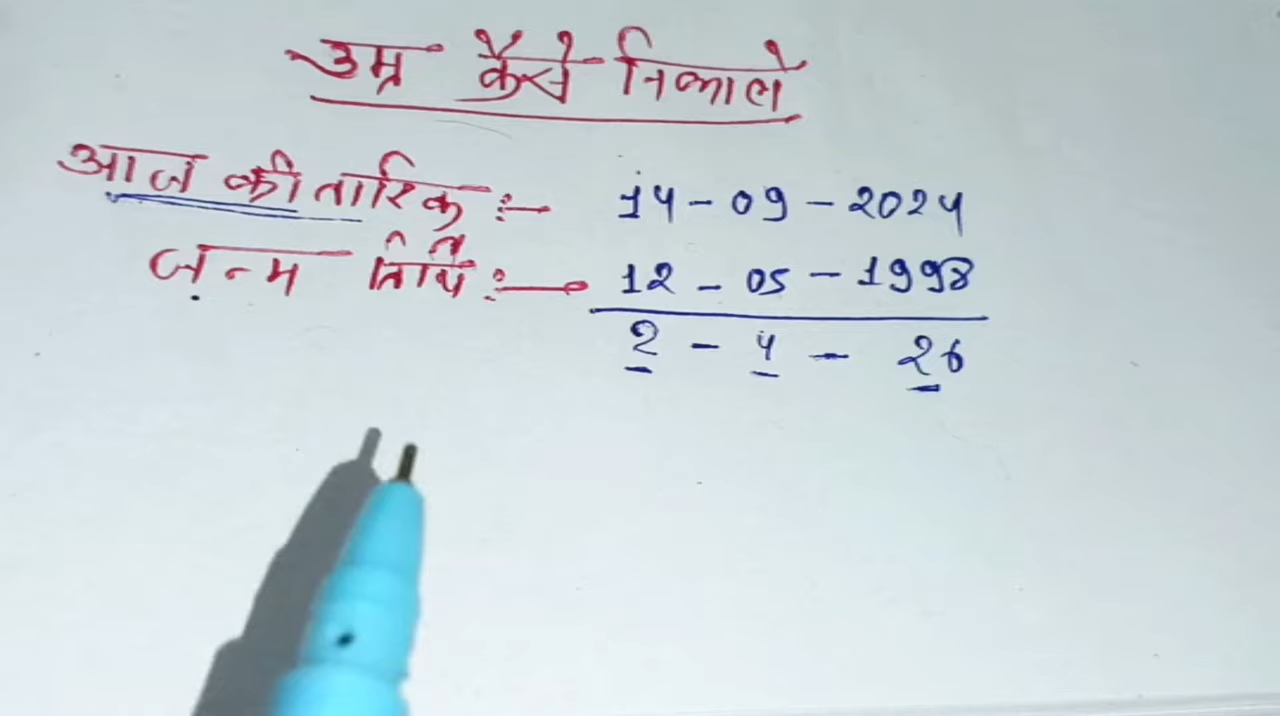 उम्र कैसे निकाले
आज की तारिक :- 14-09-2024
जन्म तिथि :- 12-05-1998
2-4-26